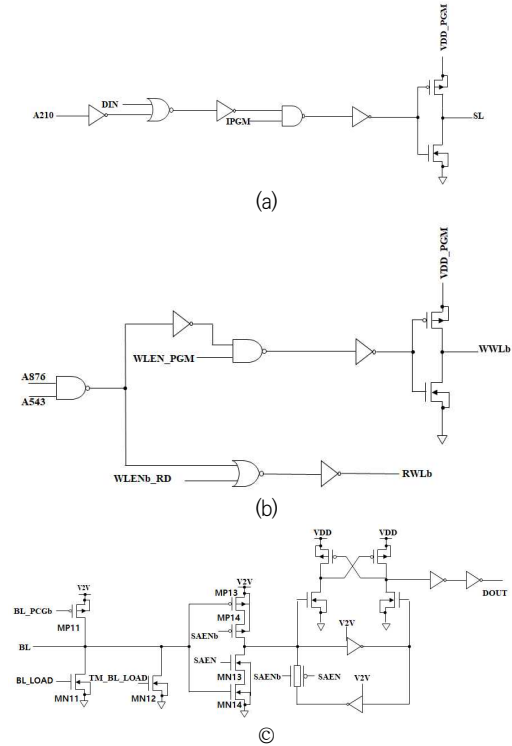 VDD_PGM
DIN
A210
IPGM
SL
(a)
VDD_PGM
WLEN_PGM
WWLb
A876
A543
WLENb_RD
RWLb
(b)
VDD VDD
V2V
MP13
V2V
BL_PCGb
MP14
MP11
SAENb
DOUT
V2V
BL
SAEN
BL_LOAD
TM_BL_LOAD
MN13
SAENb SAEN
V2V
MN11
MN12
MN14
ⓒ